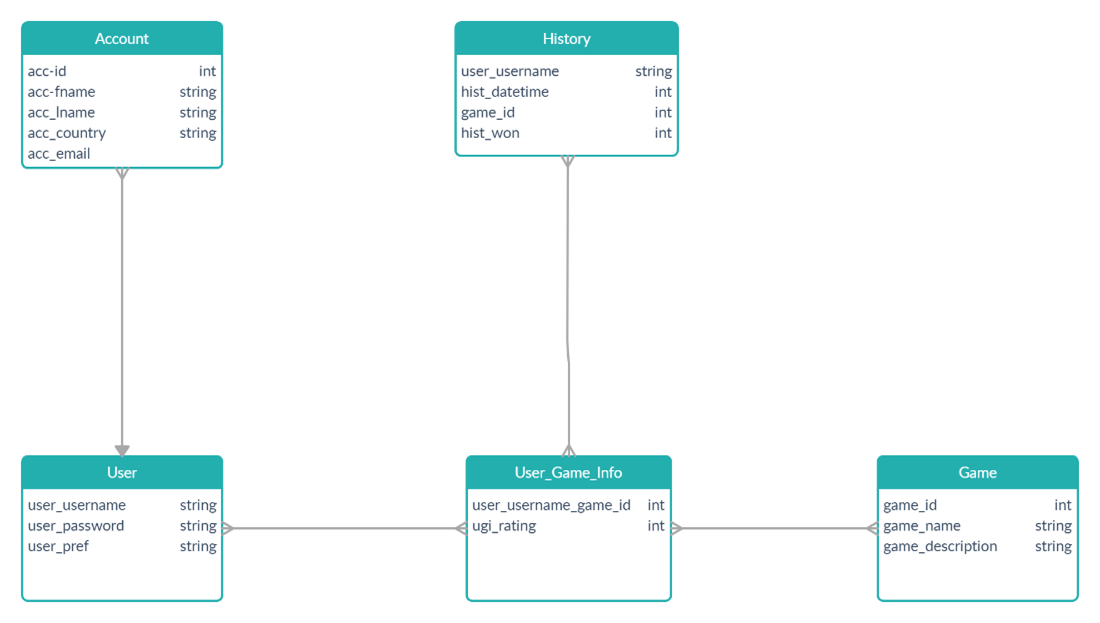 Account
acc-id int
acc-fname string
acc_lname string
acc_country string
acc_email
History
user_username string
hist_datetime int
game_id int
hist_won int
User
user_username string
user_password string
user_pref string
User_Game_Info
user_username_game_id int
ugi_rating int
Game
game_id int
game_name string
game_description string